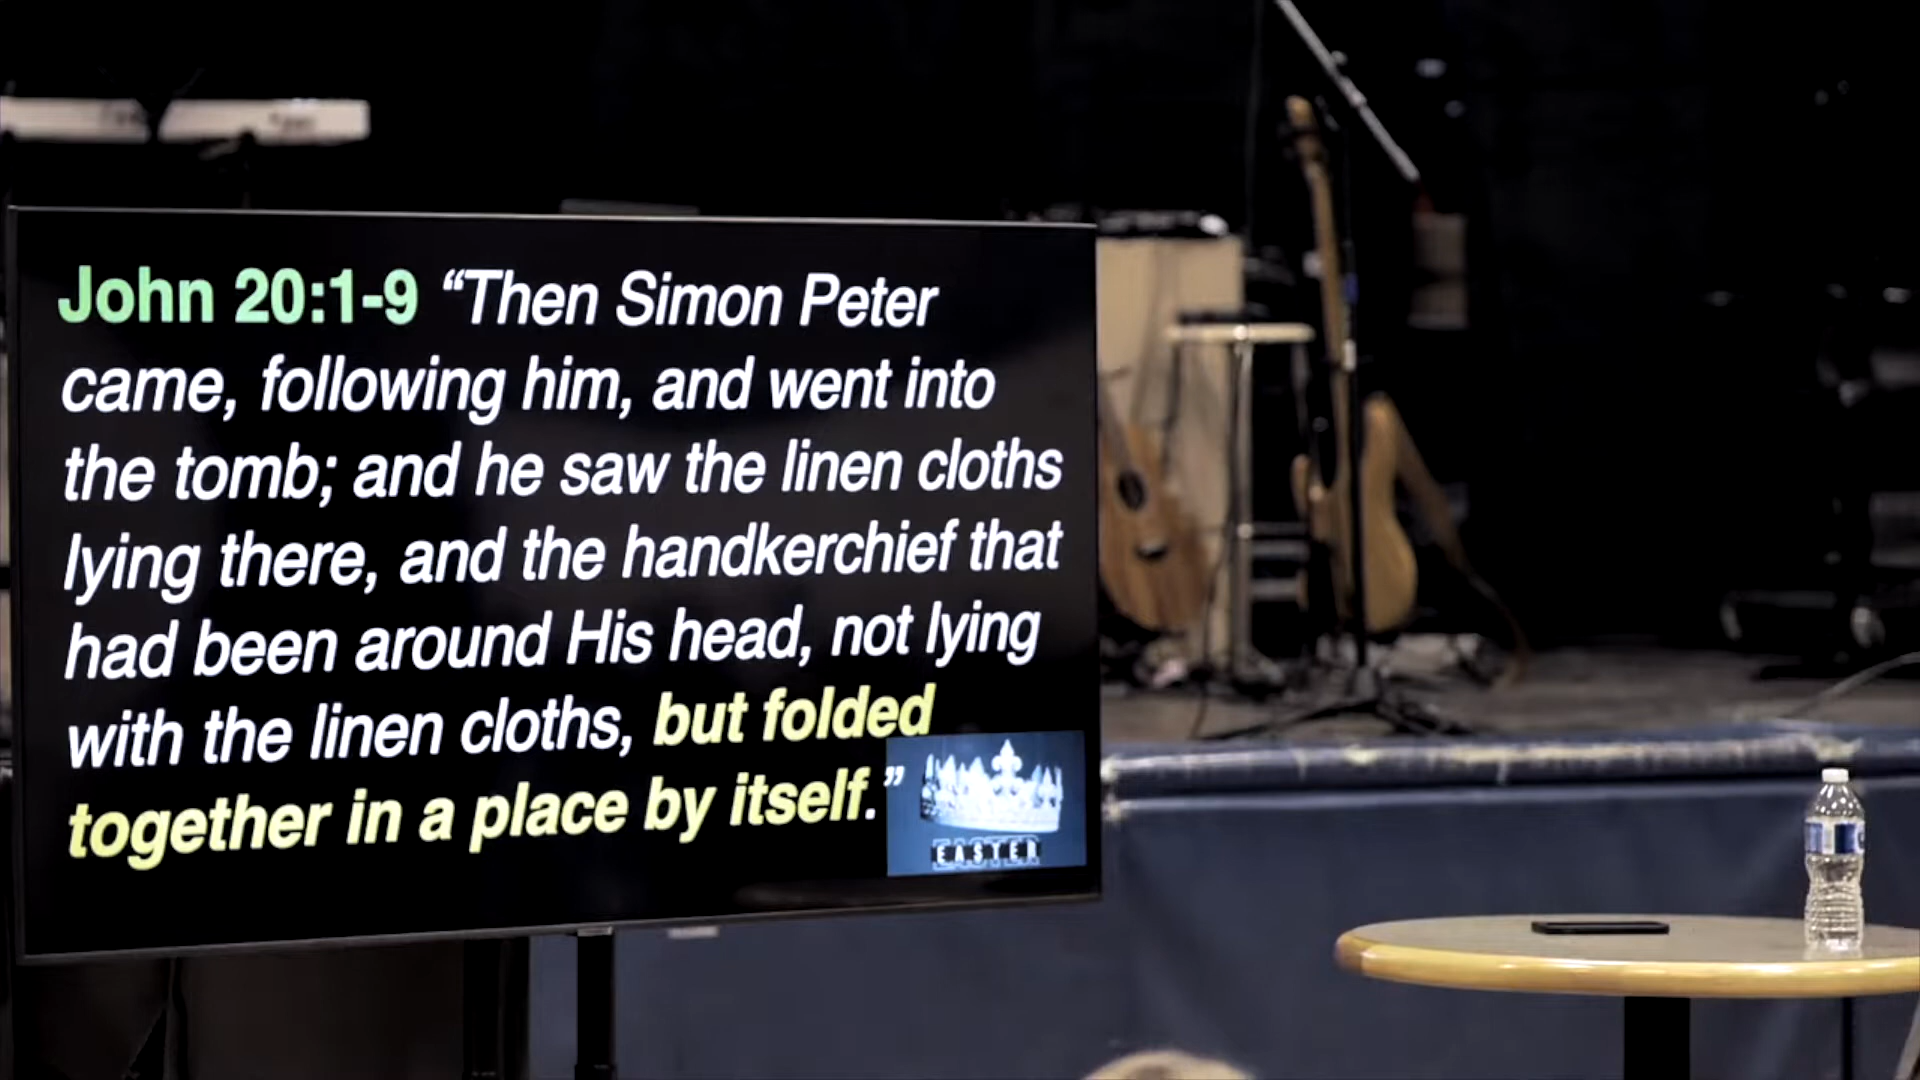 John 20:1-9 “Then Simon Peter
came, following him, and went into
the tomb; and he saw the linen cloths
lying there, and the handkerchief that
had been around His head, not lying
with the linen cloths, but folded
together in a place by itself.”
EASTER